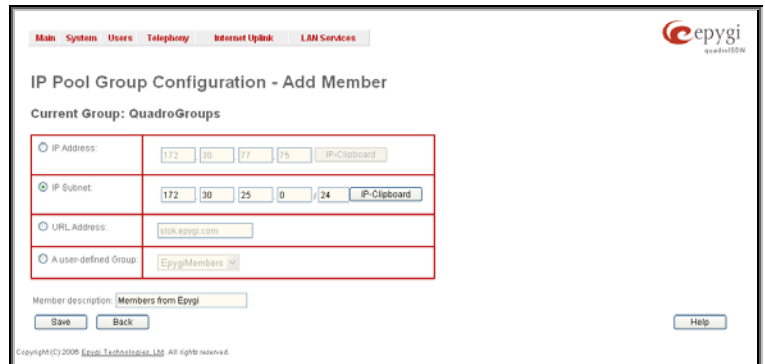 Main System Users Telephony Internet Uplink LAN Services
epygi
quadroISDN
IP Pool Group Configuration - Add Member
Current Group: QuadroGroups
IP Address: 172 . 30 . 77 . 76 IP-Clipboard
IP Subnet: 172 . 30 . 25 . 0 / 24 IP-Clipboard
URL Address: stok.epygi.com
A user-defined Group: EpygiMembers
Member description: Members from Epygi
Save Back Help
Copyright (C) 2006 Epygi Technologies, Ltd. All rights reserved.